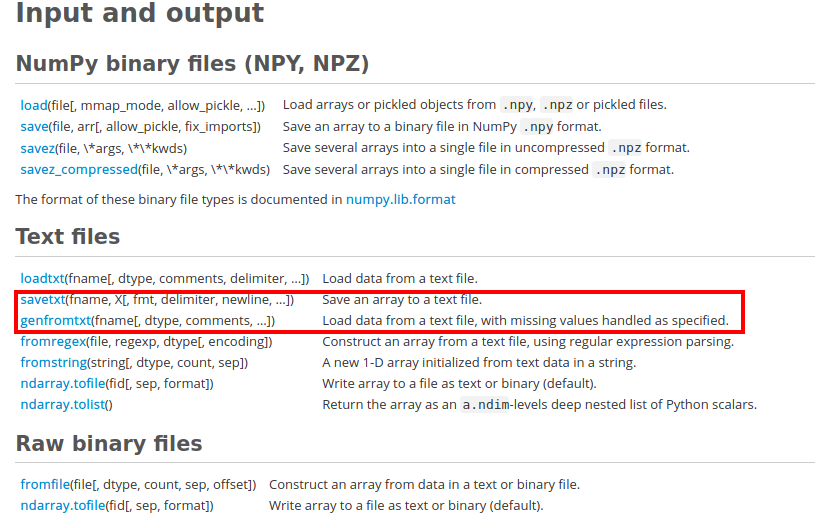 Input and output
NumPy binary files (NPY, NPZ)
load(file[, mmap_mode, allow_pickle, …]) Load arrays or pickled objects from .npy, .npz or pickled files.
save(file, arr[, allow_pickle, fix_imports]) Save an array to a binary file in NumPy .npy format.
savez(file, \*args, \*\*kwds) Save several arrays into a single file in uncompressed .npz format.
savez_compressed(file, \*args, \*\*kwds) Save several arrays into a single file in compressed .npz format.
The format of these binary file types is documented in numpy.lib.format
Text files
loadtxt(fname[, dtype, comments, delimiter, …]) Load data from a text file.
savetxt(fname, X[, fmt, delimiter, newline, …]) Save an array to a text file.
genfromtxt(fname[, dtype, comments, …]) Load data from a text file, with missing values handled as specified.
fromregex(file, regexp, dtype[, encoding]) Construct an array from a text file, using regular expression parsing.
fromstring(string[, dtype, count, sep]) A new 1-D array initialized from text data in a string.
ndarray.tofile(fid[, sep, format]) Write array to a file as text or binary (default).
ndarray.tolist() Return the array as an a.ndim-levels deep nested list of Python scalars.
Raw binary files
fromfile(file[, dtype, count, sep, offset]) Construct an array from data in a text or binary file.
ndarray.tofile(fid[, sep, format]) Write array to a file as text or binary (default).